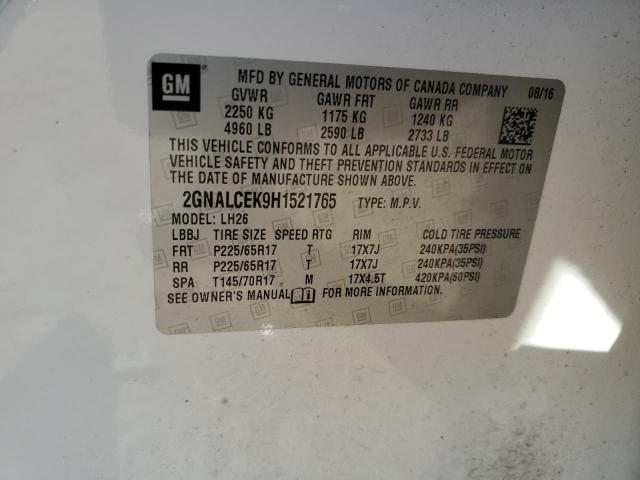 GM
MFD BY GENERAL MOTORS OF CANADA COMPANY 08/16
GVWR GAWR FRT GAWR RR
2250 KG 1175 KG 1240 KG
4960 LB 2590 LB 2733 LB
THIS VEHICLE CONFORMS TO ALL APPLICABLE U.S. FEDERAL MOTOR
VEHICLE SAFETY AND THEFT PREVENTION STANDARDS IN EFFECT ON
THE DATE OF MANUFACTURE SHOWN ABOVE.
2GNALCEK9H1521765 TYPE: M.P.V.
MODEL: LH26
LBBJ TIRE SIZE SPEED RTG RIM COLD TIRE PRESSURE
FRT P225/65R17 T 17X7J 240KPA(35PSI)
RR P225/65R17 T 17X7J 240KPA(35PSI)
SPA T145/70R17 M 17X4.5T 420KPA(60PSI)
SEE OWNER'S MANUAL FOR MORE INFORMATION.